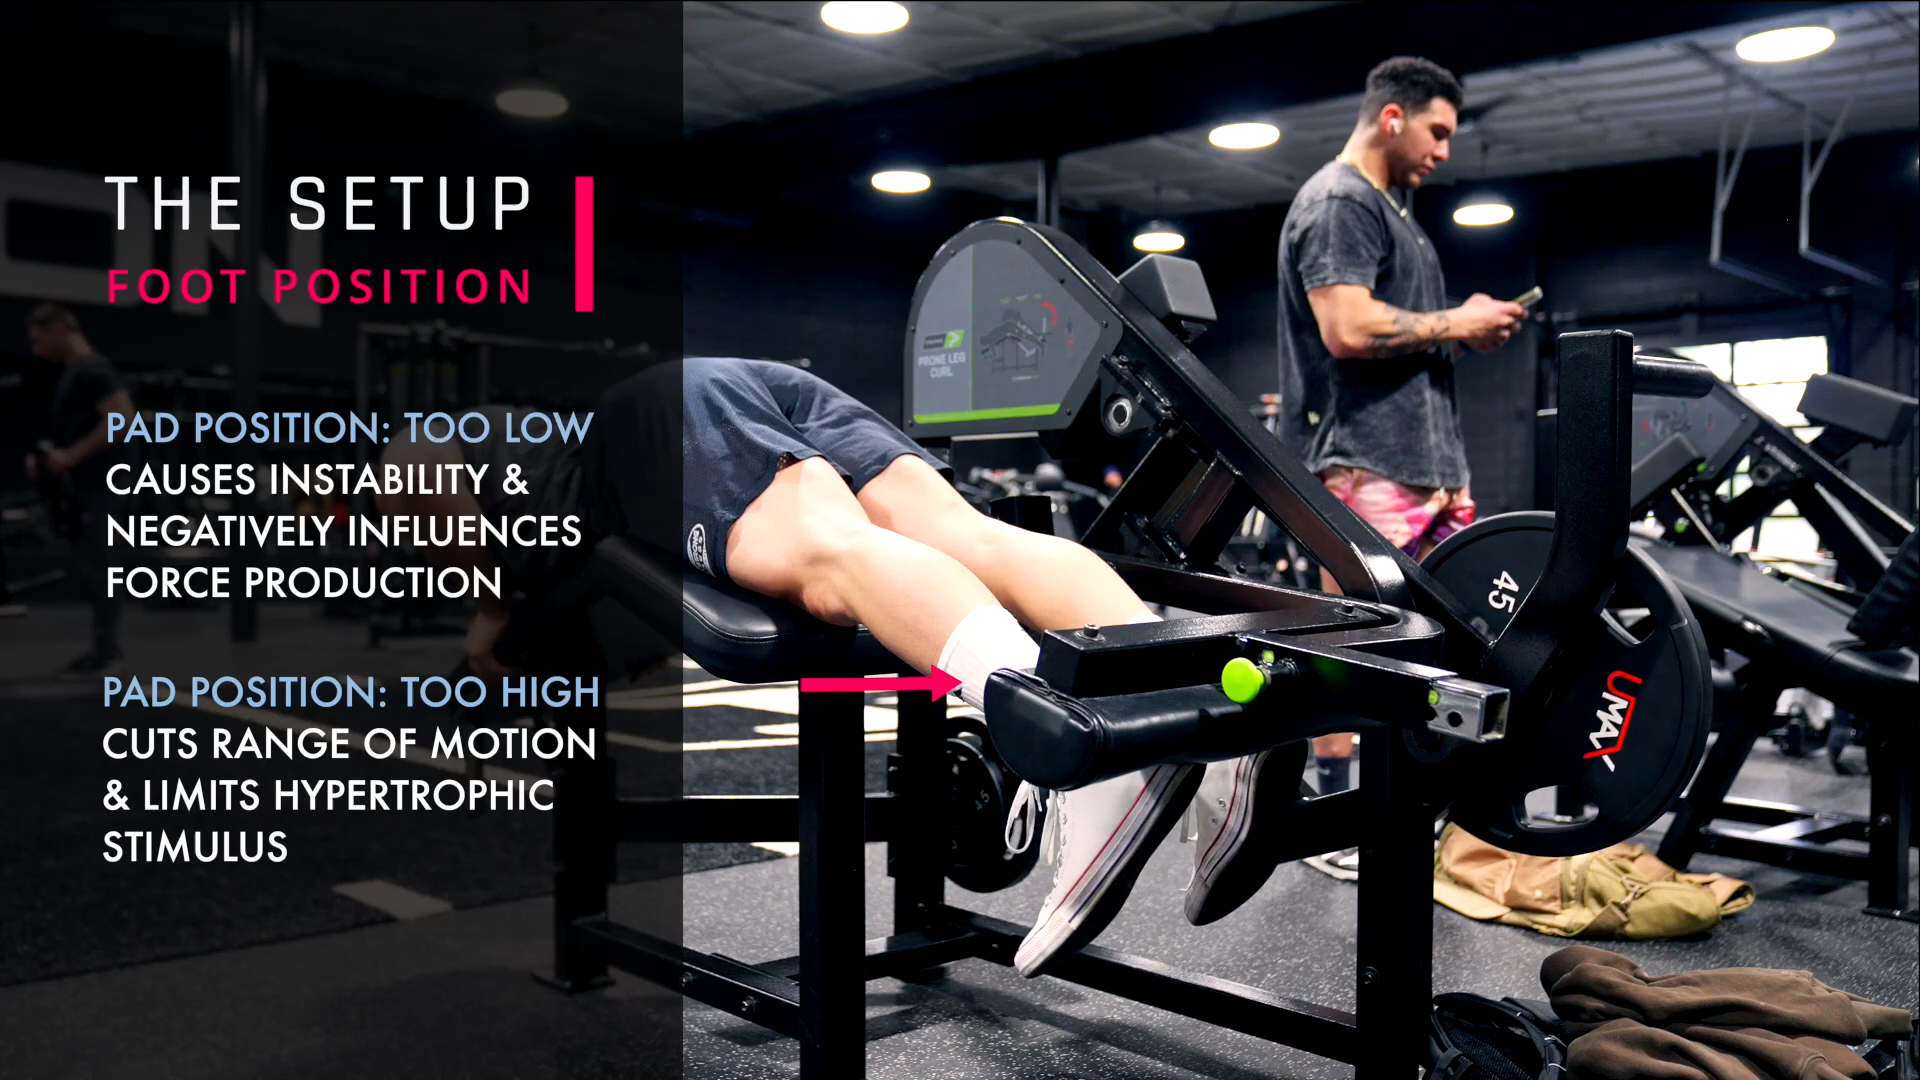 THE SETUP
FOOT POSITION
PAD POSITION: TOO LOW
CAUSES INSTABILITY &
NEGATIVELY INFLUENCES
FORCE PRODUCTION
PAD POSITION: TOO HIGH
CUTS RANGE OF MOTION
& LIMITS HYPERTROPHIC
STIMULUS
PRONE LEG
CURL
45
UMAX
45